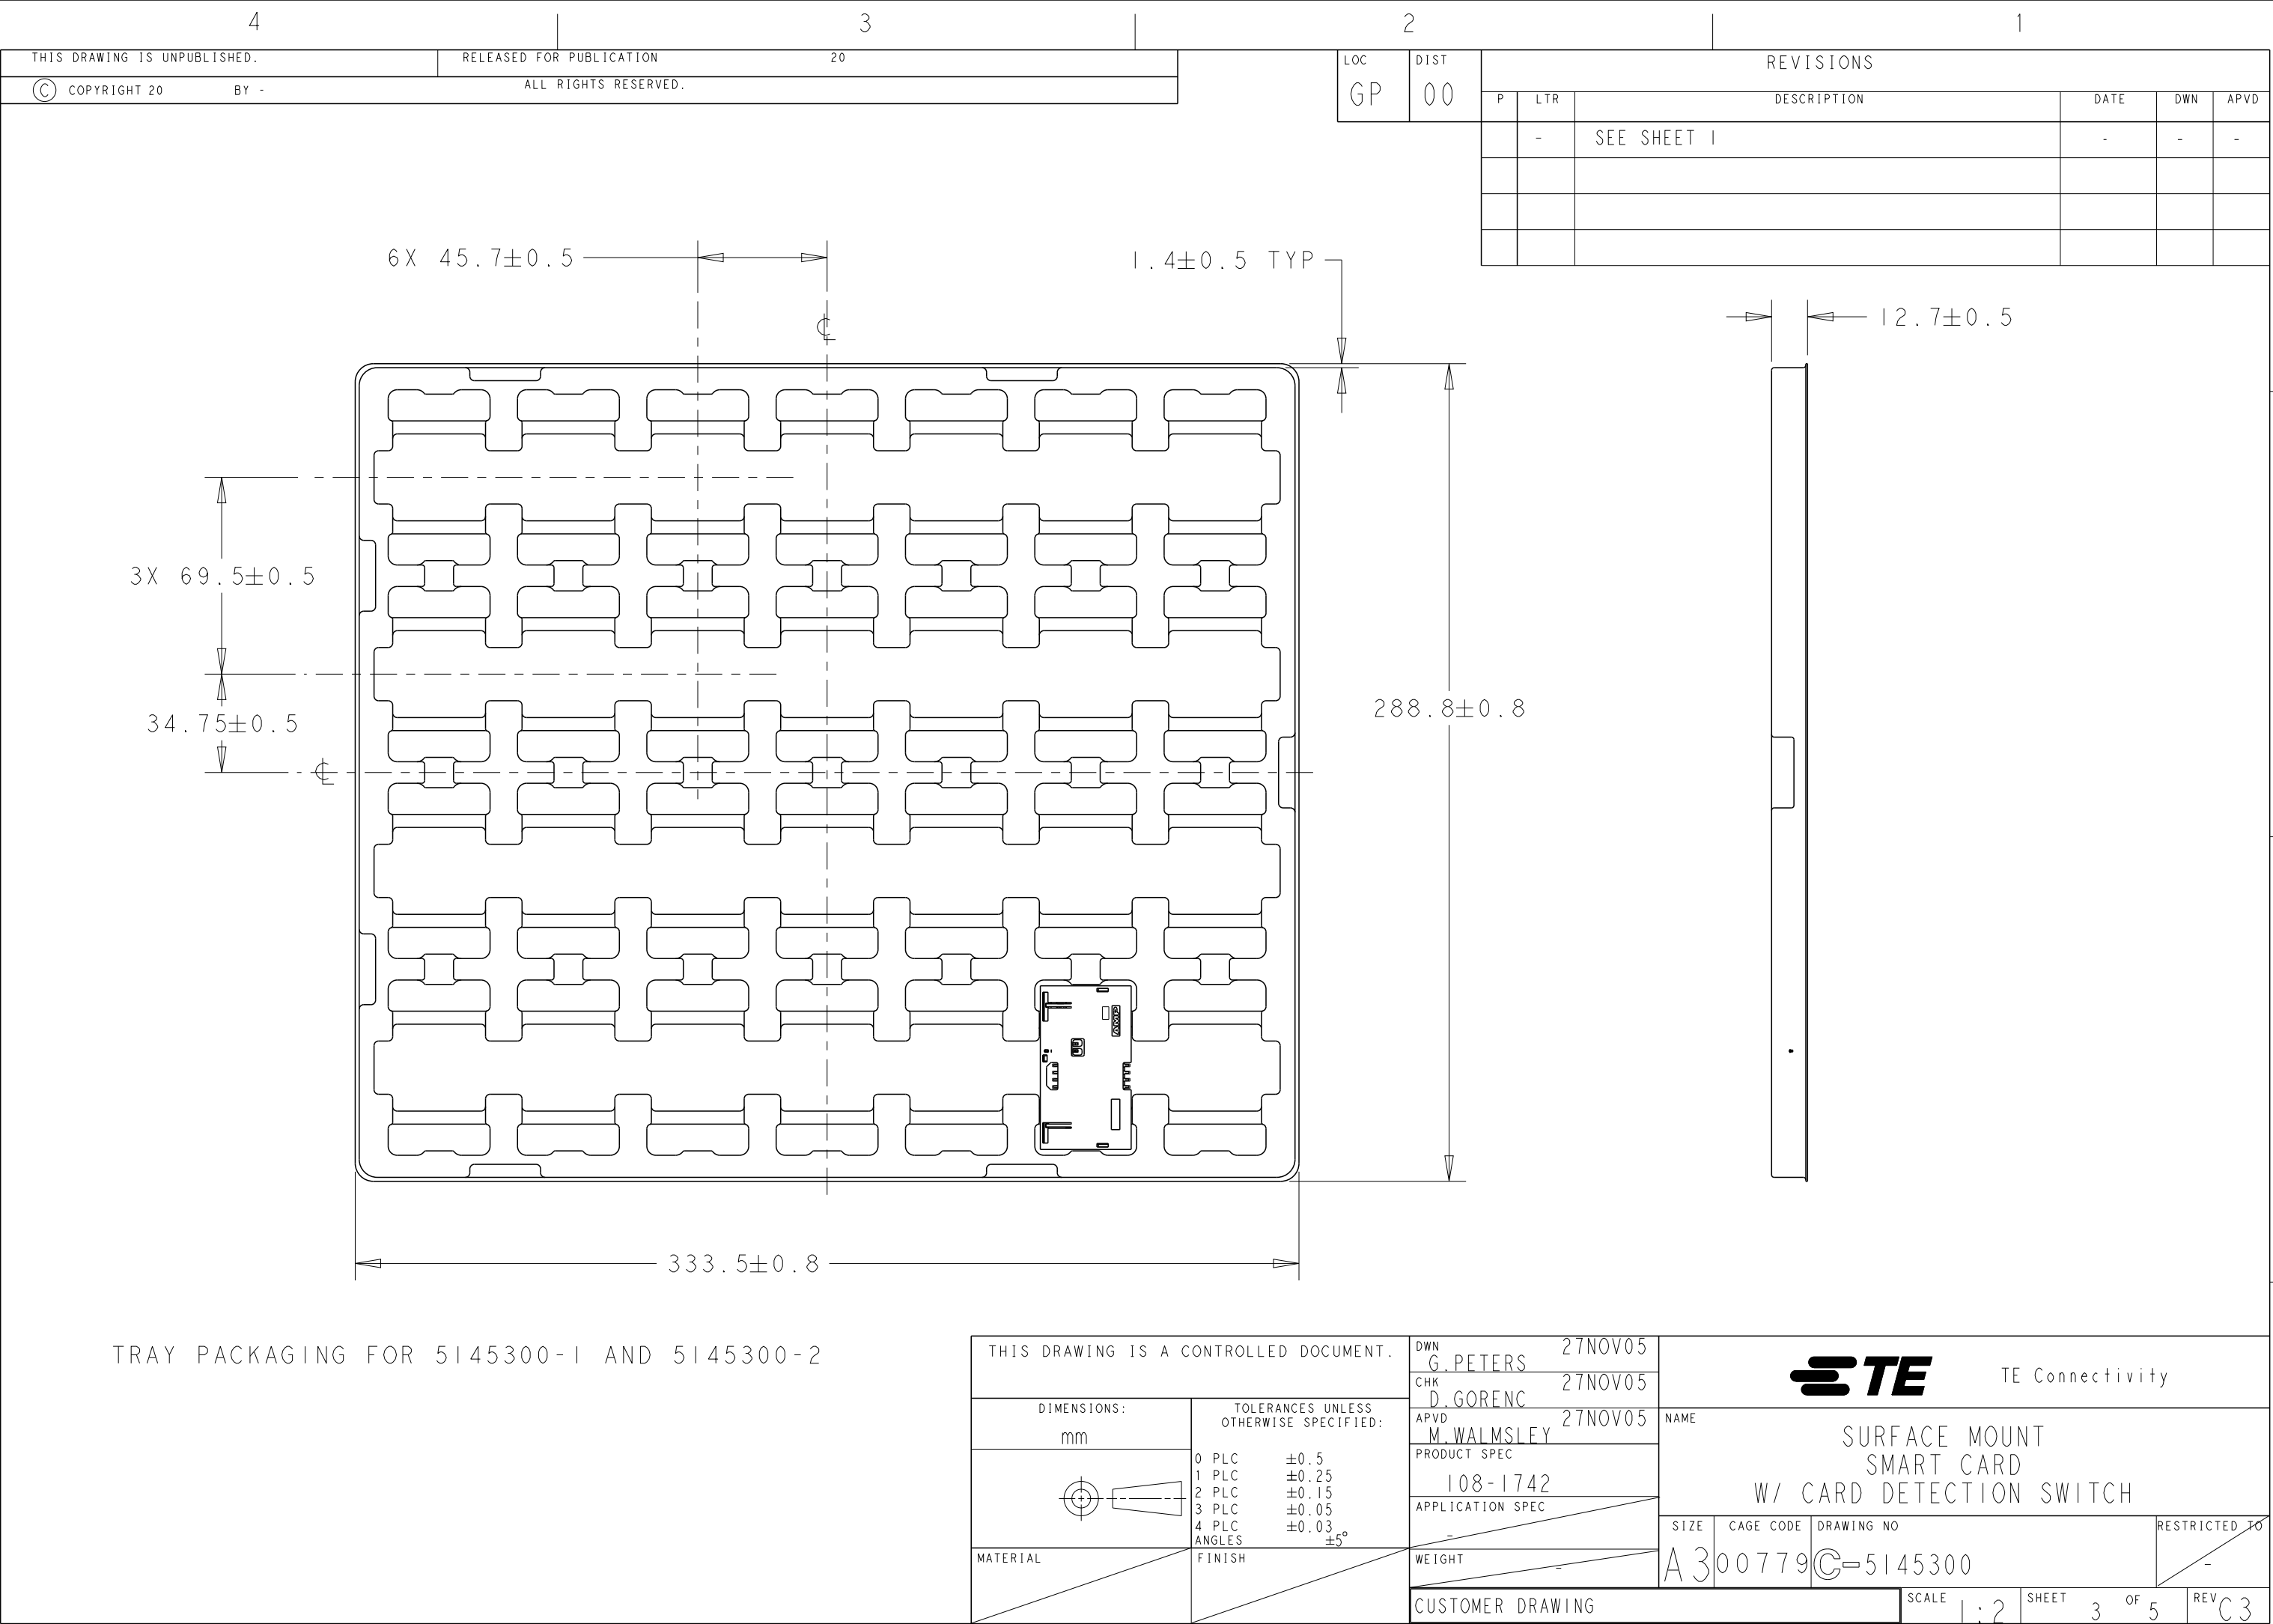 4 3 2 1
THIS DRAWING IS UNPUBLISHED. RELEASED FOR PUBLICATION 20
© COPYRIGHT 20 BY - ALL RIGHTS RESERVED.
LOC DIST
GP 00
REVISIONS
P LTR DESCRIPTION DATE DWN APVD
- SEE SHEET 1 - - -
6X 45.7±0.5
1.4±0.5 TYP
12.7±0.5
℄
3X 69.5±0.5
34.75±0.5
288.8±0.8
℄
AMP
333.5±0.8
TRAY PACKAGING FOR 5145300-1 AND 5145300-2
THIS DRAWING IS A CONTROLLED DOCUMENT.
DIMENSIONS:
mm
TOLERANCES UNLESS
OTHERWISE SPECIFIED:
0 PLC ±0.5
1 PLC ±0.25
2 PLC ±0.15
3 PLC ±0.05
4 PLC ±0.03
ANGLES ±5°
MATERIAL
FINISH
DWN 27NOV05
G.PETERS
CHK 27NOV05
D.GORENC
APVD 27NOV05
M.WALMSLEY
PRODUCT SPEC
108-1742
APPLICATION SPEC
-
WEIGHT
-
CUSTOMER DRAWING
TE TE Connectivity
NAME
SURFACE MOUNT
SMART CARD
W/ CARD DETECTION SWITCH
SIZE CAGE CODE DRAWING NO RESTRICTED TO
A3 00779 C-5145300 -
SCALE 1:2 SHEET 3 OF 5 REV C3